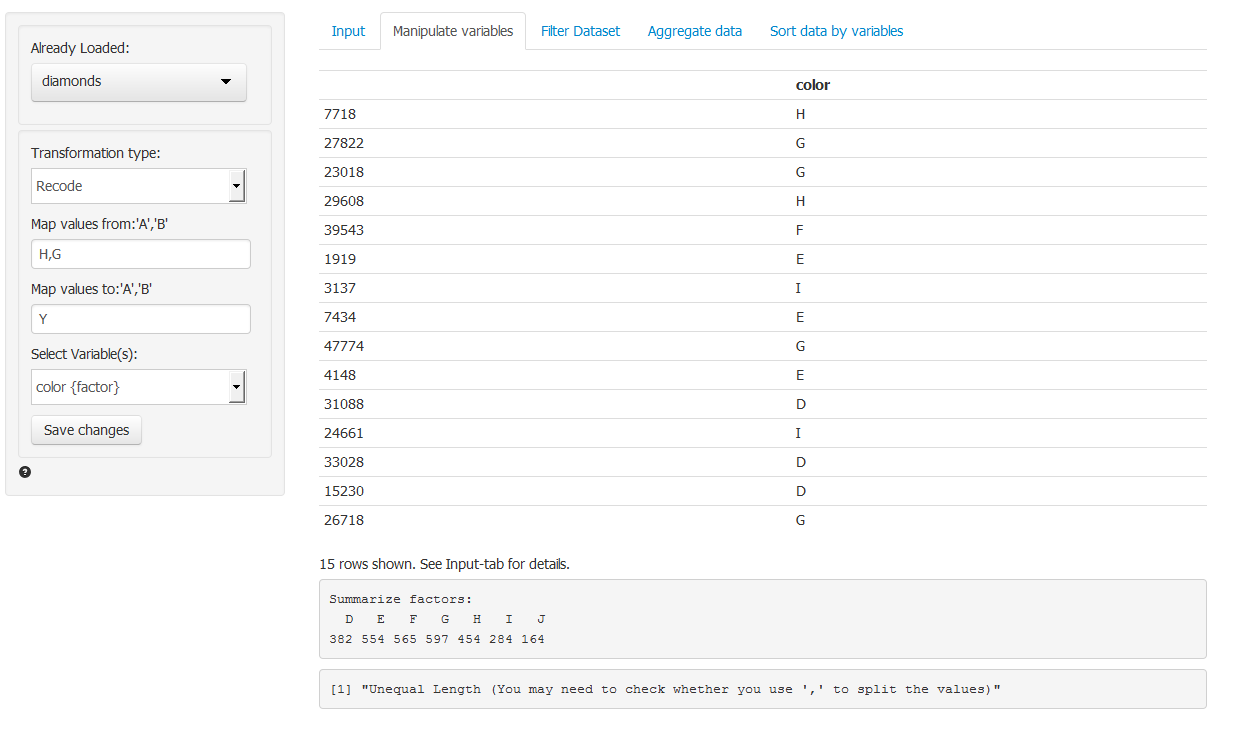 Already Loaded:
diamonds
Transformation type:
Recode
Map values from:'A','B'
H,G
Map values to:'A','B'
Y
Select Variable(s):
color {factor}
Save changes
?
Input Manipulate variables Filter Dataset Aggregate data Sort data by variables
color
7718 H
27822 G
23018 G
29608 H
39543 F
1919 E
3137 I
7434 E
47774 G
4148 E
31088 D
24661 I
33028 D
15230 D
26718 G
15 rows shown. See Input-tab for details.
Summarize factors:
D E F G H I J
382 554 565 597 454 284 164
[1] "Unequal Length (You may need to check whether you use ',' to split the values)"